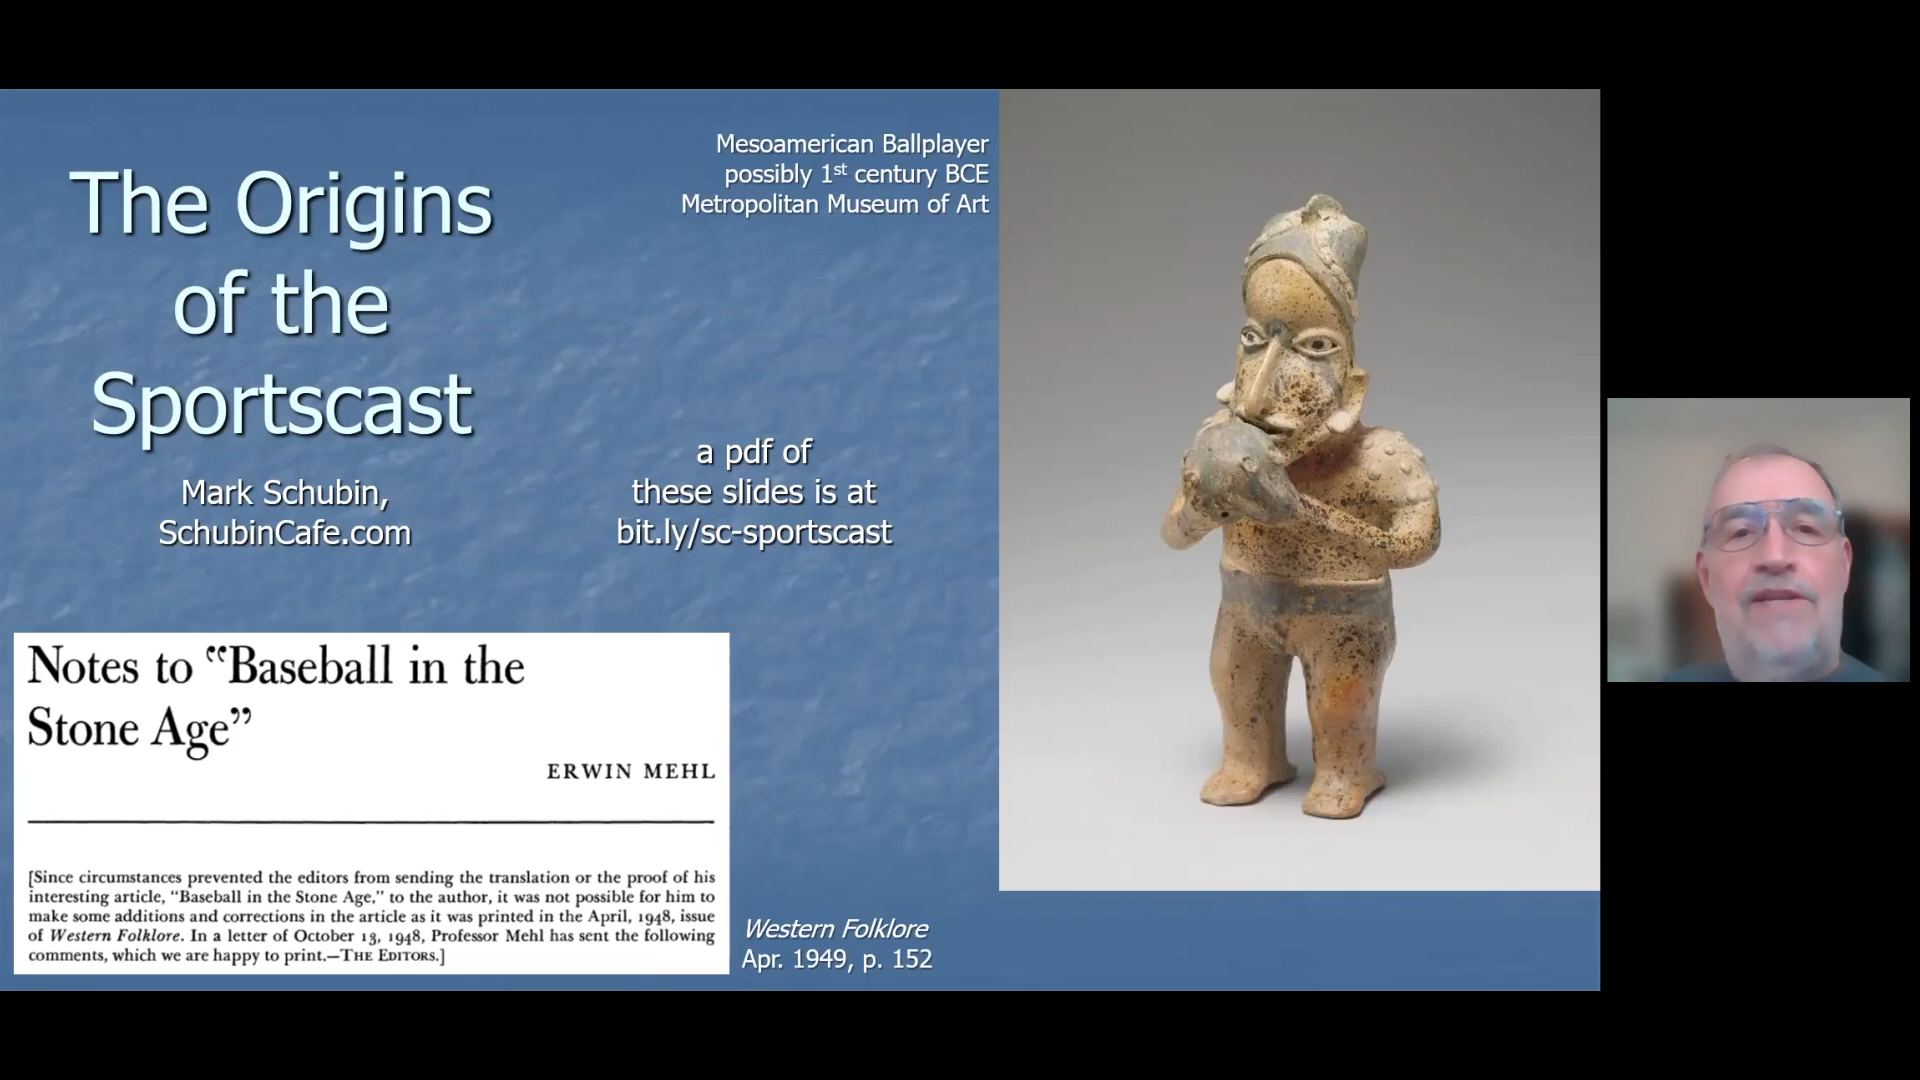 The Origins
of the
Sportscast
Mark Schubin,
SchubinCafe.com
Mesoamerican Ballplayer
possibly 1st century BCE
Metropolitan Museum of Art
a pdf of
these slides is at
bit.ly/sc-sportscast
Notes to “Baseball in the
Stone Age”
ERWIN MEHL
[Since circumstances prevented the editors from sending the translation or the proof of his
interesting article, “Baseball in the Stone Age,” to the author, it was not possible for him to
make some additions and corrections in the article as it was printed in the April, 1948, issue
of Western Folklore. In a letter of October 13, 1948, Professor Mehl has sent the following
comments, which we are happy to print.—THE EDITORS.]
Western Folklore
Apr. 1949, p. 152